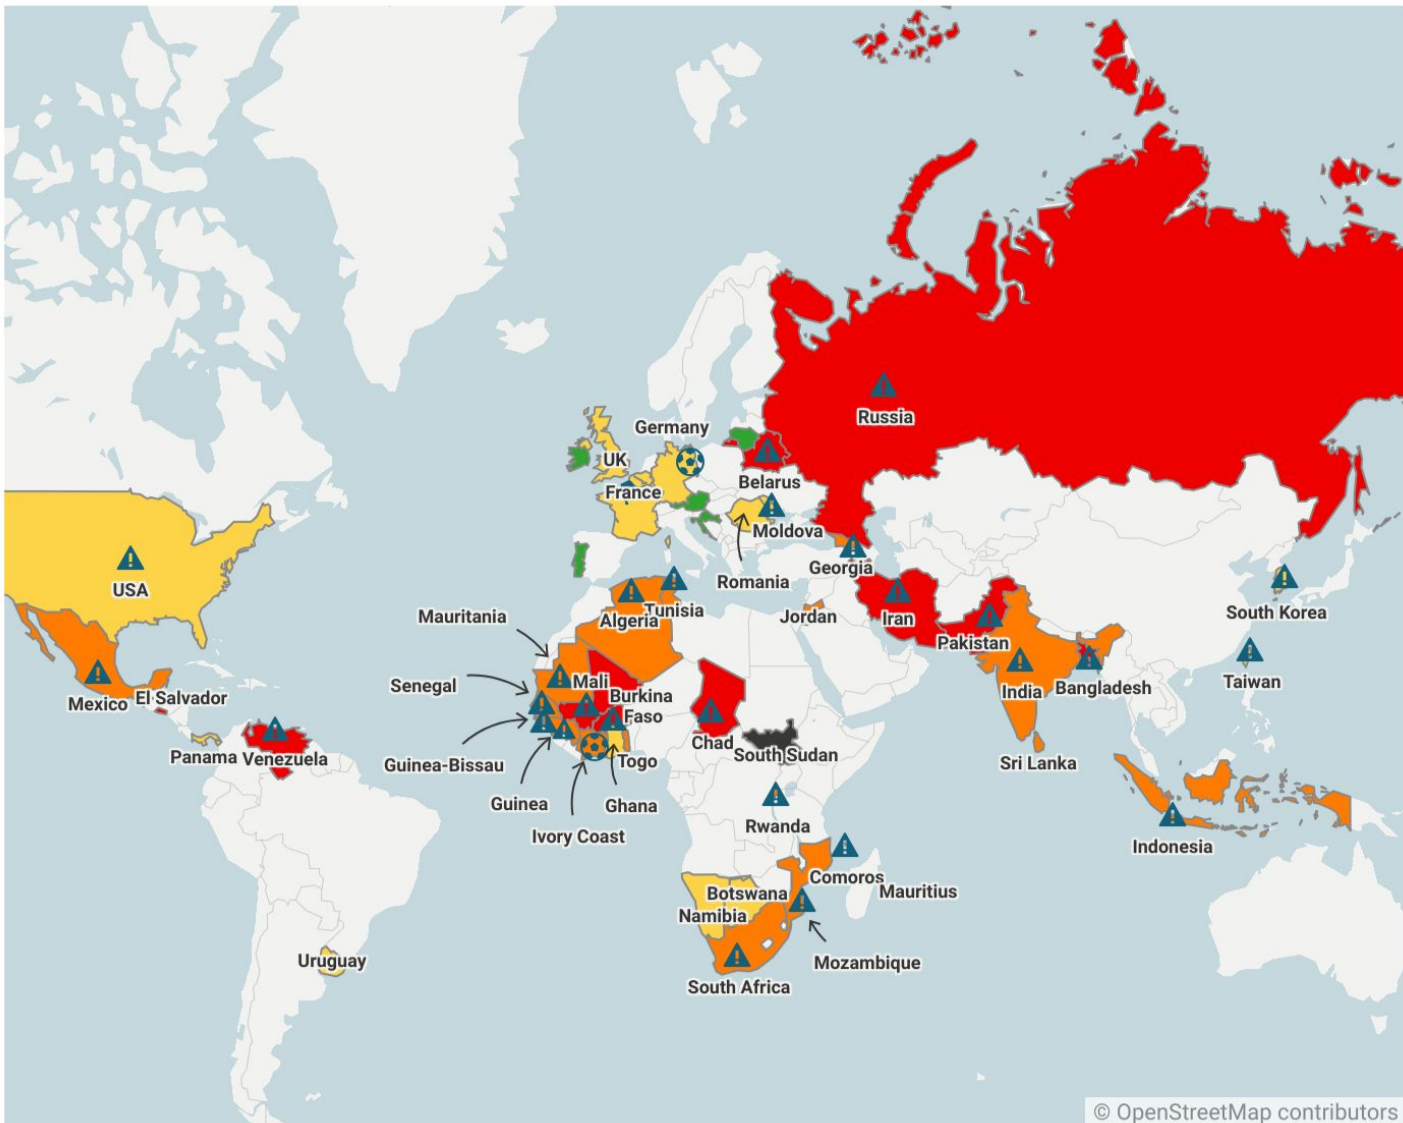 Germany
UK
Russia
France
Belarus
Moldova
USA
Romania
Georgia
Mauritania
Algeria
Tunisia
Jordan
Iran
Pakistan
South Korea
Mexico
El Salvador
Senegal
Mali
Burkina
Faso
India
Bangladesh
Taiwan
Panama
Venezuela
Guinea-Bissau
Togo
Chad
South Sudan
Sri Lanka
Guinea
Ghana
Ivory Coast
Rwanda
Indonesia
Comoros
Mauritius
Botswana
Namibia
Uruguay
Mozambique
South Africa
© OpenStreetMap contributors